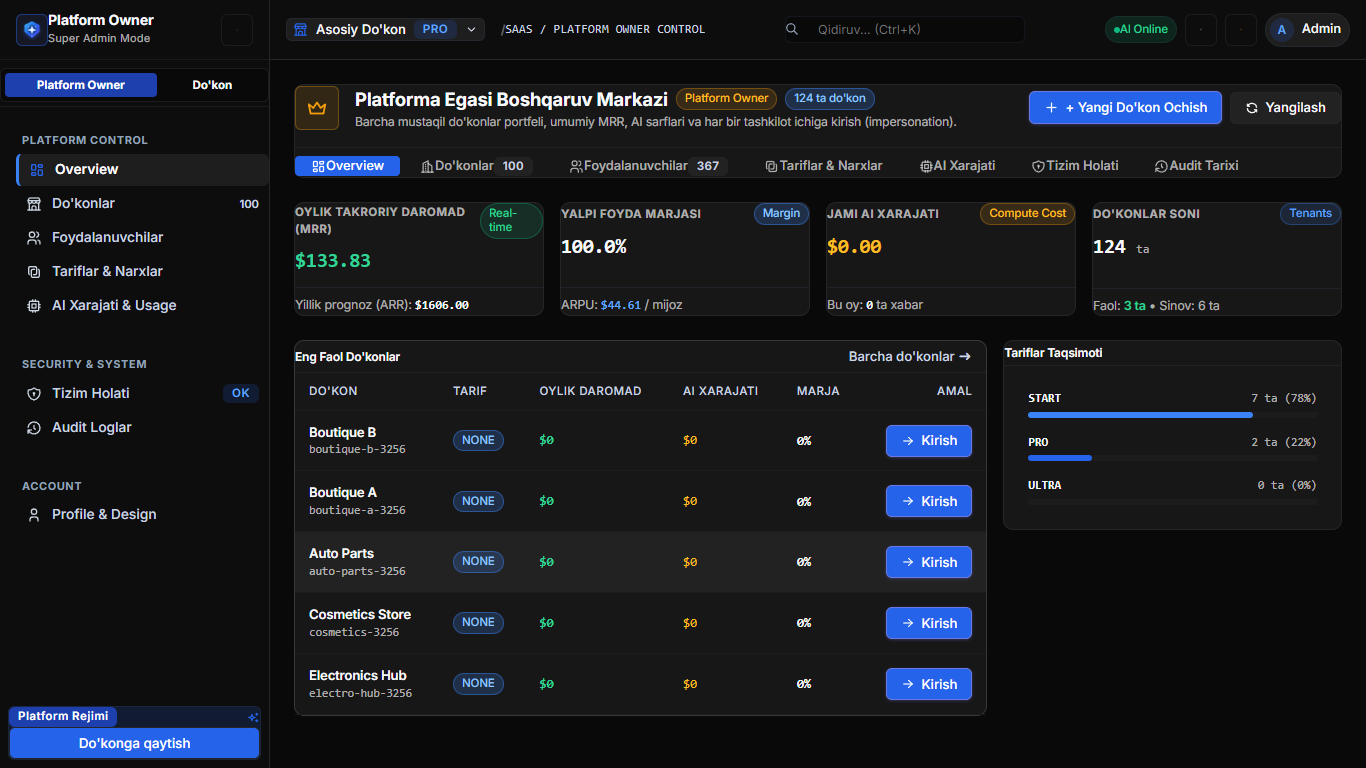 Platform Owner
Super Admin Mode
Platform Owner
Do'kon
PLATFORM CONTROL
Overview
Do'konlar 100
Foydalanuvchilar
Tariflar & Narxlar
AI Xarajati & Usage
SECURITY & SYSTEM
Tizim Holati OK
Audit Loglar
ACCOUNT
Profile & Design
Platform Rejimi
Do'konga qaytish
Asosiy Do'kon PRO
/SAAS / PLATFORM OWNER CONTROL
Qidiruv... (Ctrl+K)
AI Online
A Admin
Platforma Egasi Boshqaruv Markazi Platform Owner 124 ta do'kon
Barcha mustaqil do'konlar portfeli, umumiy MRR, AI sarflari va har bir tashkilot ichiga kirish (impersonation).
+ + Yangi Do'kon Ochish
Yangilash
Overview Do'konlar 100 Foydalanuvchilar 367 Tariflar & Narxlar AI Xarajati Tizim Holati Audit Tarixi
OYLIK TAKRORIY DAROMAD
(MRR)
Real-
time
$133.83
Yillik prognoz (ARR): $1606.00
YALPI FOYDA MARJASI Margin
100.0%
ARPU: $44.61 / mijoz
JAMI AI XARAJATI Compute Cost
$0.00
Bu oy: 0 ta xabar
DO'KONLAR SONI Tenants
124 ta
Faol: 3 ta • Sinov: 6 ta
Eng Faol Do'konlar Barcha do'konlar →
DO'KON TARIF OYLIK DAROMAD AI XARAJATI MARJA AMAL
Boutique B
boutique-b-3256
NONE $0 $0 0% → Kirish
Boutique A
boutique-a-3256
NONE $0 $0 0% → Kirish
Auto Parts
auto-parts-3256
NONE $0 $0 0% → Kirish
Cosmetics Store
cosmetics-3256
NONE $0 $0 0% → Kirish
Electronics Hub
electro-hub-3256
NONE $0 $0 0% → Kirish
Tariflar Taqsimoti
START 7 ta (78%)
PRO 2 ta (22%)
ULTRA 0 ta (0%)